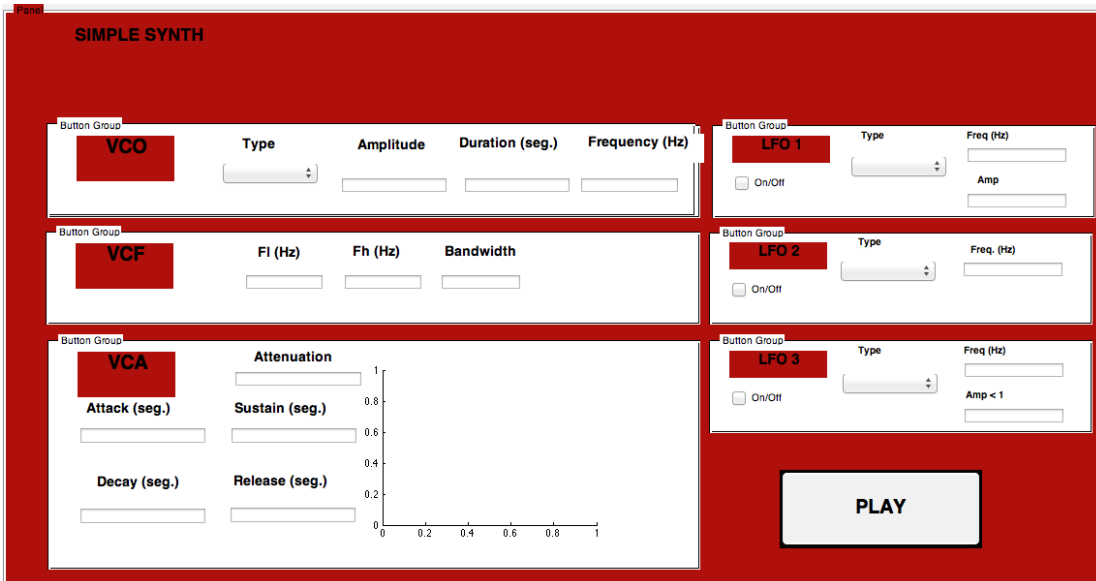 Panel
SIMPLE SYNTH
Button Group
VCO
Type
Amplitude
Duration (seg.)
Frequency (Hz)
Button Group
LFO 1
On/Off
Type
Freq (Hz)
Amp
Button Group
VCF
Fl (Hz)
Fh (Hz)
Bandwidth
Button Group
LFO 2
On/Off
Type
Freq. (Hz)
Button Group
VCA
Attenuation
Attack (seg.)
Sustain (seg.)
Decay (seg.)
Release (seg.)
1
0.8
0.6
0.4
0.2
0
0 0.2 0.4 0.6 0.8 1
Button Group
LFO 3
On/Off
Type
Freq (Hz)
Amp < 1
PLAY